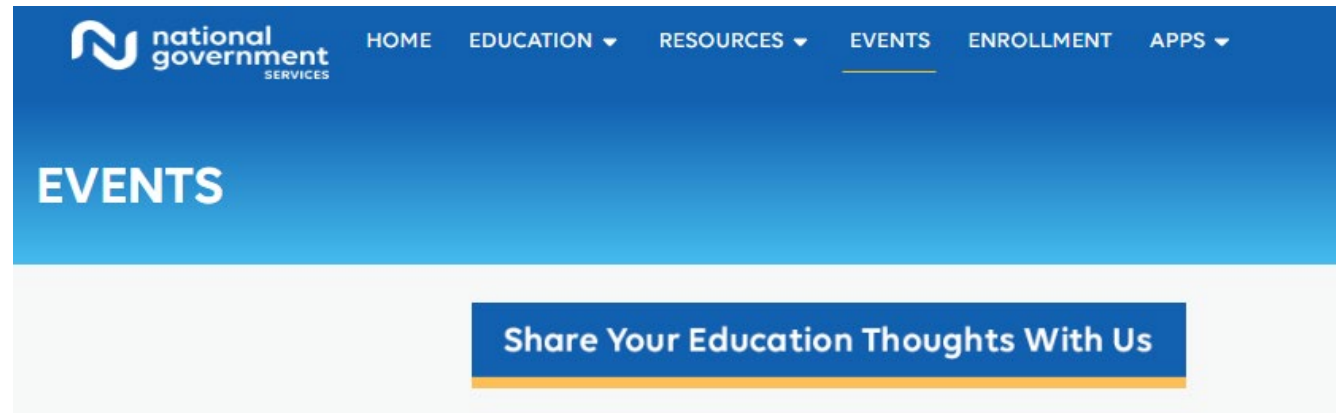 national
government
SERVICES
HOME EDUCATION RESOURCES EVENTS ENROLLMENT APPS
EVENTS
Share Your Education Thoughts With Us